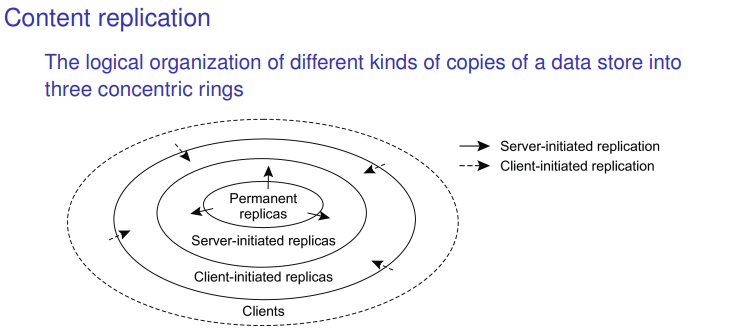 Content replication
The logical organization of different kinds of copies of a data store into
three concentric rings
Server-initiated replication
Client-initiated replication
Permanent
replicas
Server-initiated replicas
Client-initiated replicas
Clients